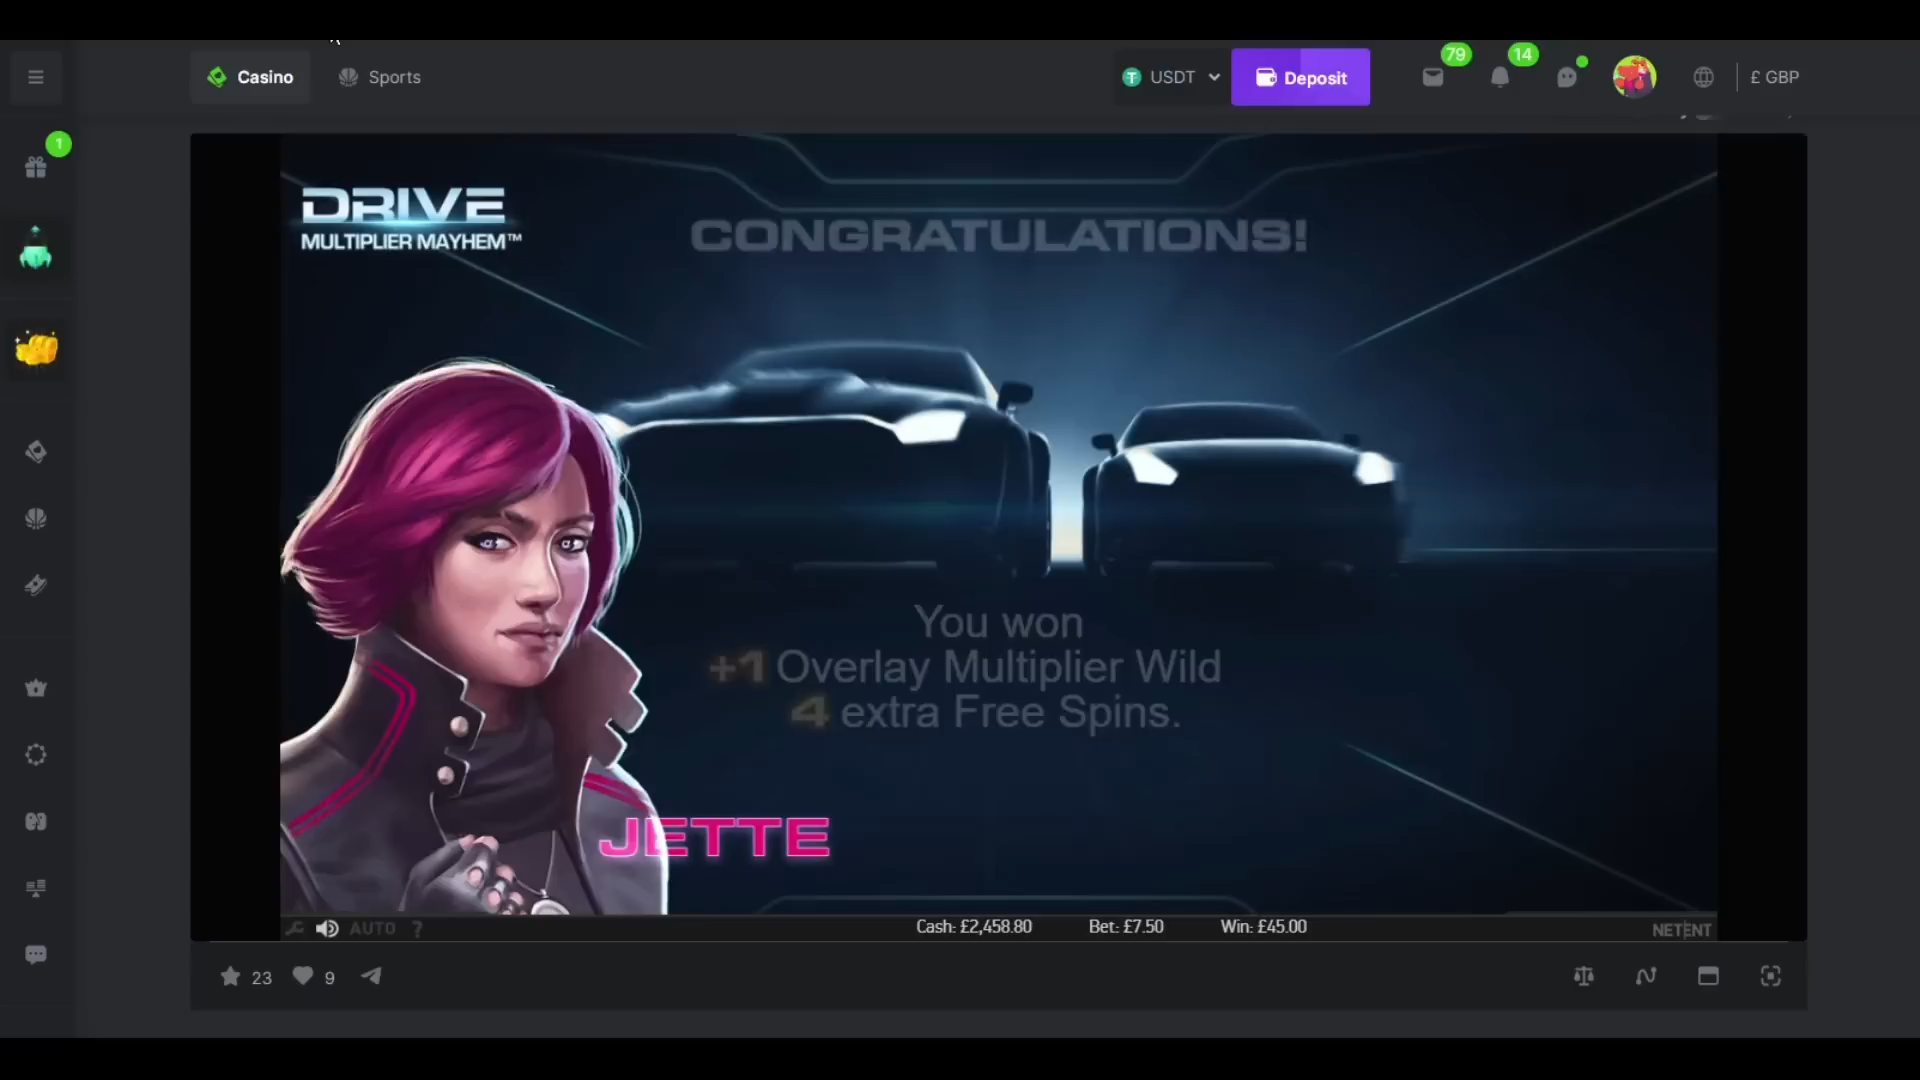 Casino
Sports
USDT
Deposit
79
14
£ GBP
1
DRIVE
MULTIPLIER MAYHEM™
CONGRATULATIONS!
You won
+1 Overlay Multiplier Wild
4 extra Free Spins.
JETTE
AUTO ?
Cash: £2,458.80
Bet: £7.50
Win: £45.00
NETENT
23
9